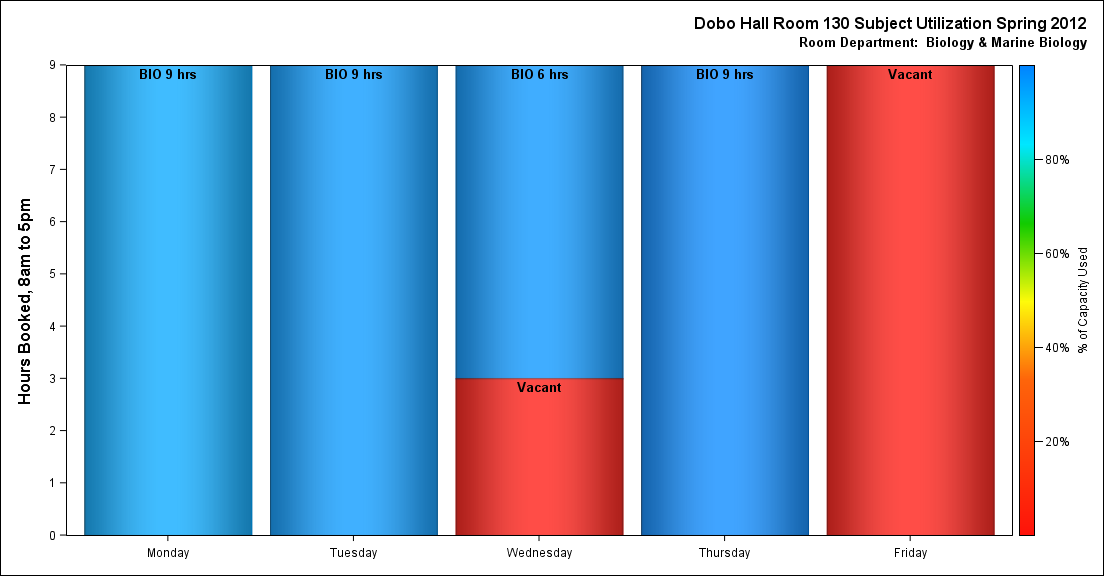 Dobo Hall Room 130 Subject Utilization Spring 2012
Room Department:  Biology & Marine Biology
Hours Booked, 8am to 5pm
9
8
7
6
5
4
3
2
1
0
BIO 9 hrs
BIO 9 hrs
BIO 6 hrs
BIO 9 hrs
Vacant
Vacant
Monday
Tuesday
Wednesday
Thursday
Friday
80%
60%
40%
20%
% of Capacity Used